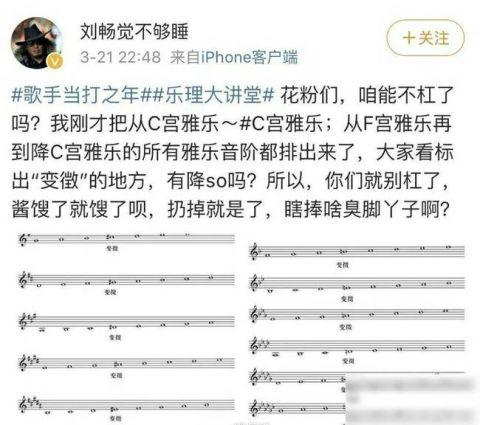 刘畅觉不够睡
3-21 22:48 来自iPhone客户端
+关注
#歌手当打之年##乐理大讲堂# 花粉们，咱能不杠了
吗？我刚才把从C宫雅乐～#C宫雅乐；从F宫雅乐再
到降C宫雅乐的所有雅乐音阶都排出来了，大家看标
出“变徵”的地方，有降so吗？所以，你们就别杠了，
酱馊了就馊了呗，扔掉就是了，瞎捧啥臭脚丫子啊？
变徵
变徵
变徵
变徵
变徵
变徵
变徵
变徵
变徵